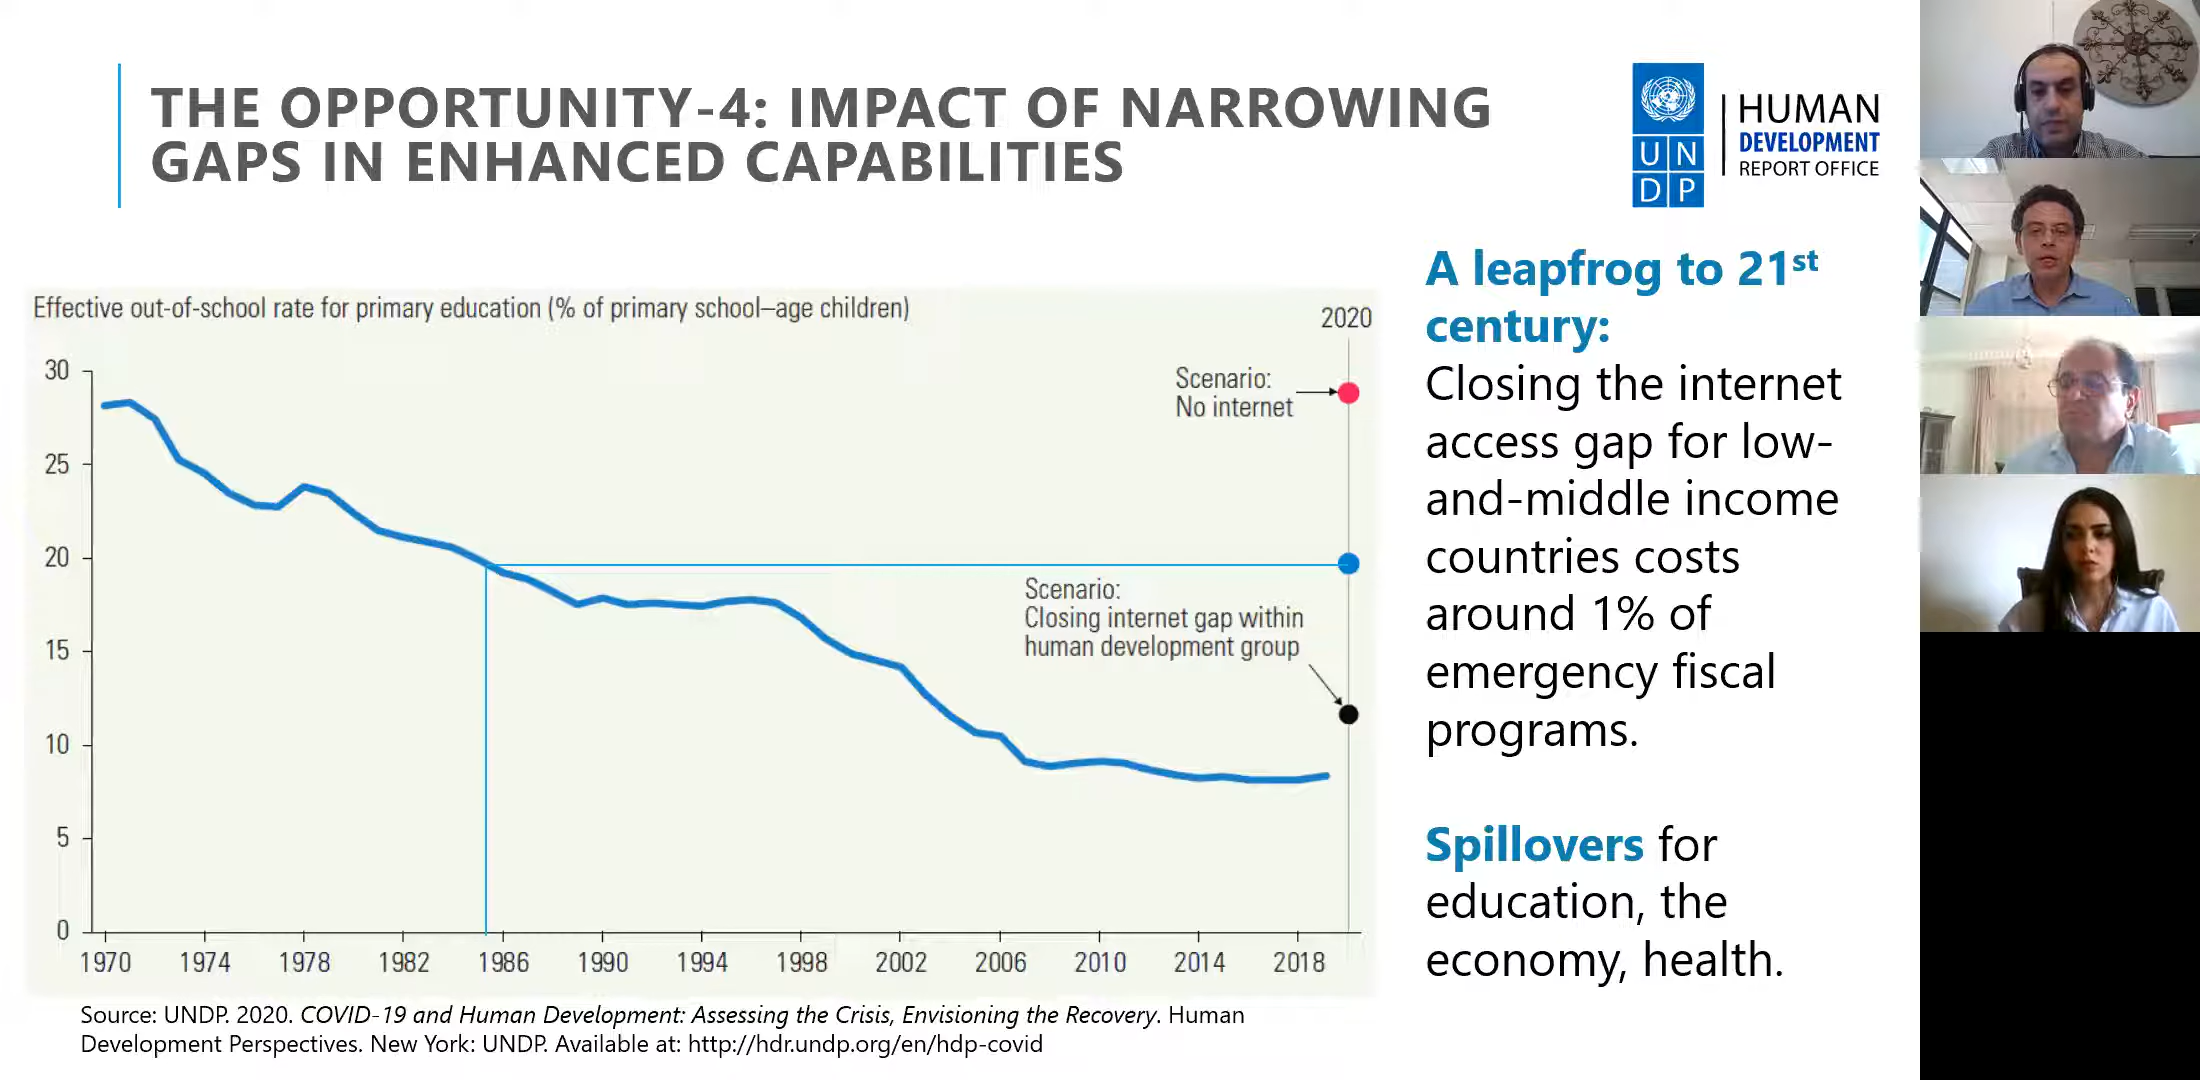 THE OPPORTUNITY-4: IMPACT OF NARROWING
GAPS IN ENHANCED CAPABILITIES
UN
DP
HUMAN
DEVELOPMENT
REPORT OFFICE
Effective out-of-school rate for primary education (% of primary school–age children)
2020
30
25
20
15
10
5
0
Scenario:
No internet
Scenario:
Closing internet gap within
human development group
1970 1974 1978 1982 1986 1990 1994 1998 2002 2006 2010 2014 2018
A leapfrog to 21st
century:
Closing the internet
access gap for low-
and-middle income
countries costs
around 1% of
emergency fiscal
programs.
Spillovers for
education, the
economy, health.
Source: UNDP. 2020. COVID-19 and Human Development: Assessing the Crisis, Envisioning the Recovery. Human
Development Perspectives. New York: UNDP. Available at: http://hdr.undp.org/en/hdp-covid